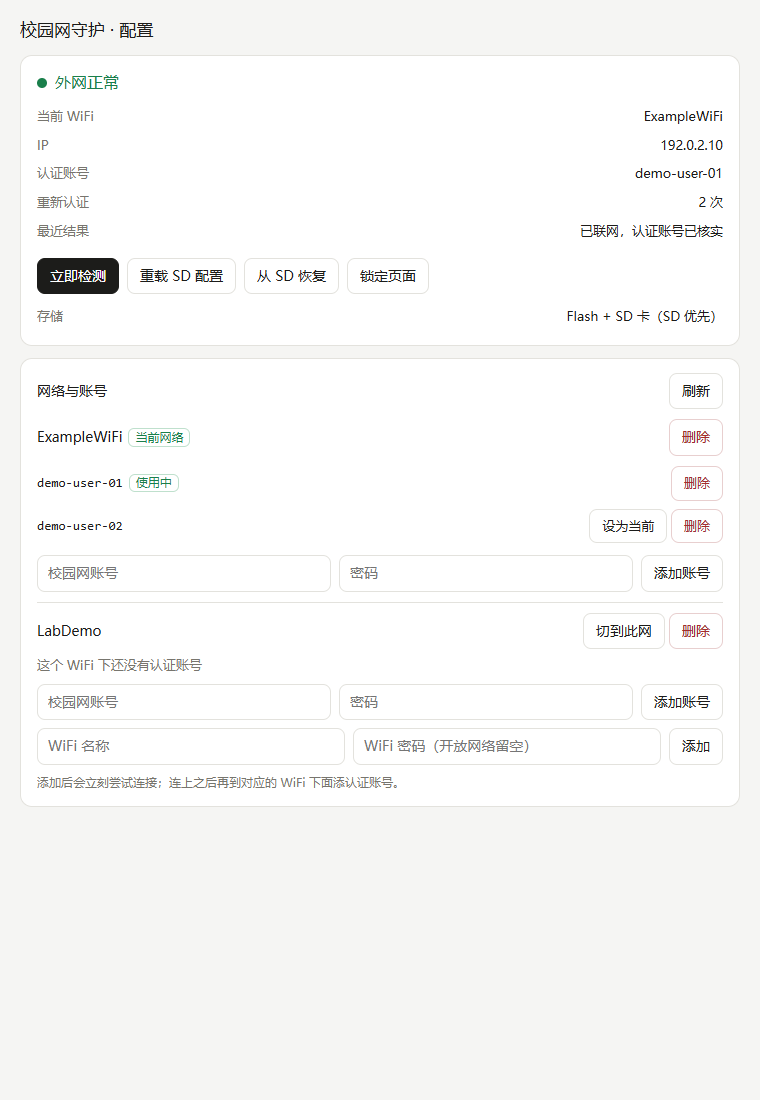 校园网守护 · 配置
外网正常
当前 WiFi ExampleWiFi
IP 192.0.2.10
认证账号 demo-user-01
重新认证 2 次
最近结果 已联网，认证账号已核实
立即检测 重载 SD 配置 从 SD 恢复 锁定页面
存储 Flash + SD 卡（SD 优先）
网络与账号 刷新
ExampleWiFi 当前网络 删除
demo-user-01 使用中 删除
demo-user-02 设为当前 删除
校园网账号 密码 添加账号
LabDemo 切到此网 删除
这个 WiFi 下还没有认证账号
校园网账号 密码 添加账号
WiFi 名称 WiFi 密码（开放网络留空） 添加
添加后会立刻尝试连接；连上之后再到对应的 WiFi 下面添认证账号。